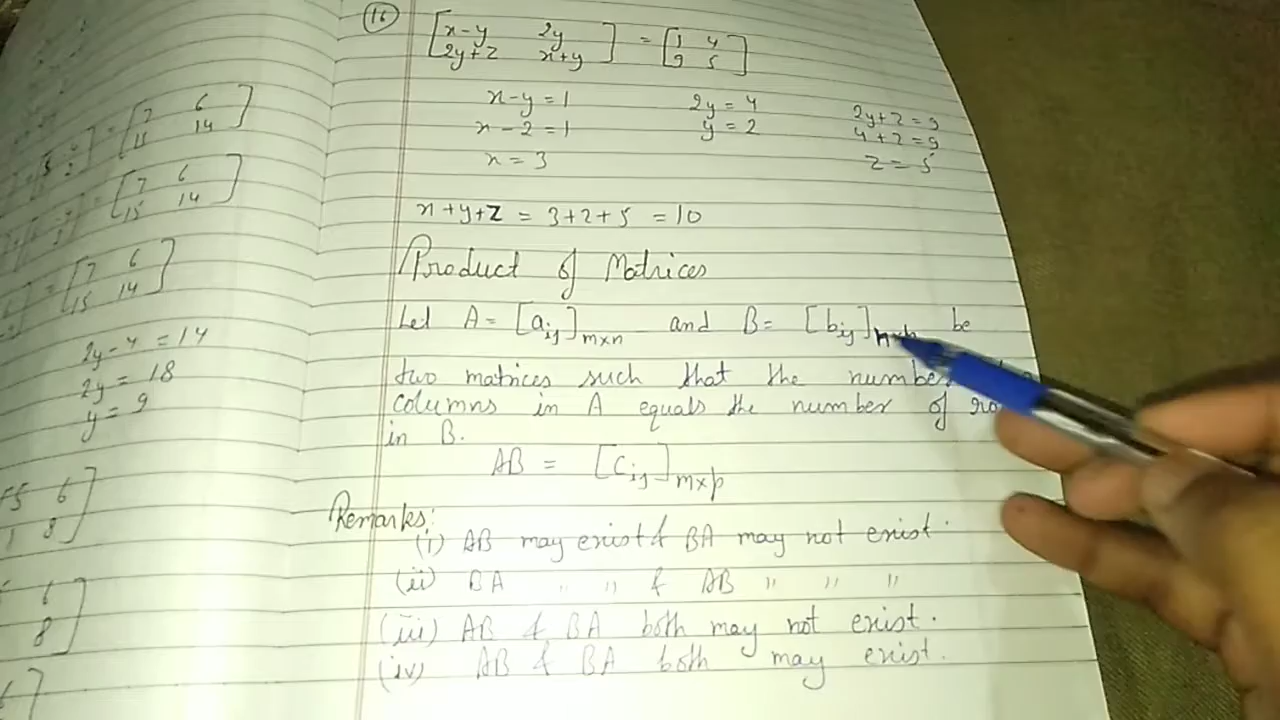 (16) [x-y 2y] = [1 4]
[2y+z x+y] [9 5]
x-y = 1 2y = 4 2y+z = 9
x-2 = 1 y = 2 4+z = 9
x = 3 z = 5
x+y+z = 3+2+5 = 10
Product of Matrices
Let A = [aij]m×n and B = [bij]n×p be
two matrices such that the number
columns in A equals the number of
in B.
AB = [Cij]m×p
Remarks:
(i) AB may exist & BA may not exist.
(ii) BA " " & AB " " "
(iii) AB & BA both may not exist.
(iv) AB & BA both may exist.
= [7 6]
[15 14]
= [7 6]
[15 14]
= [7 6]
[15 14]
2y-4 = 14
2y = 18
y = 9
6]
8]
6]
8]